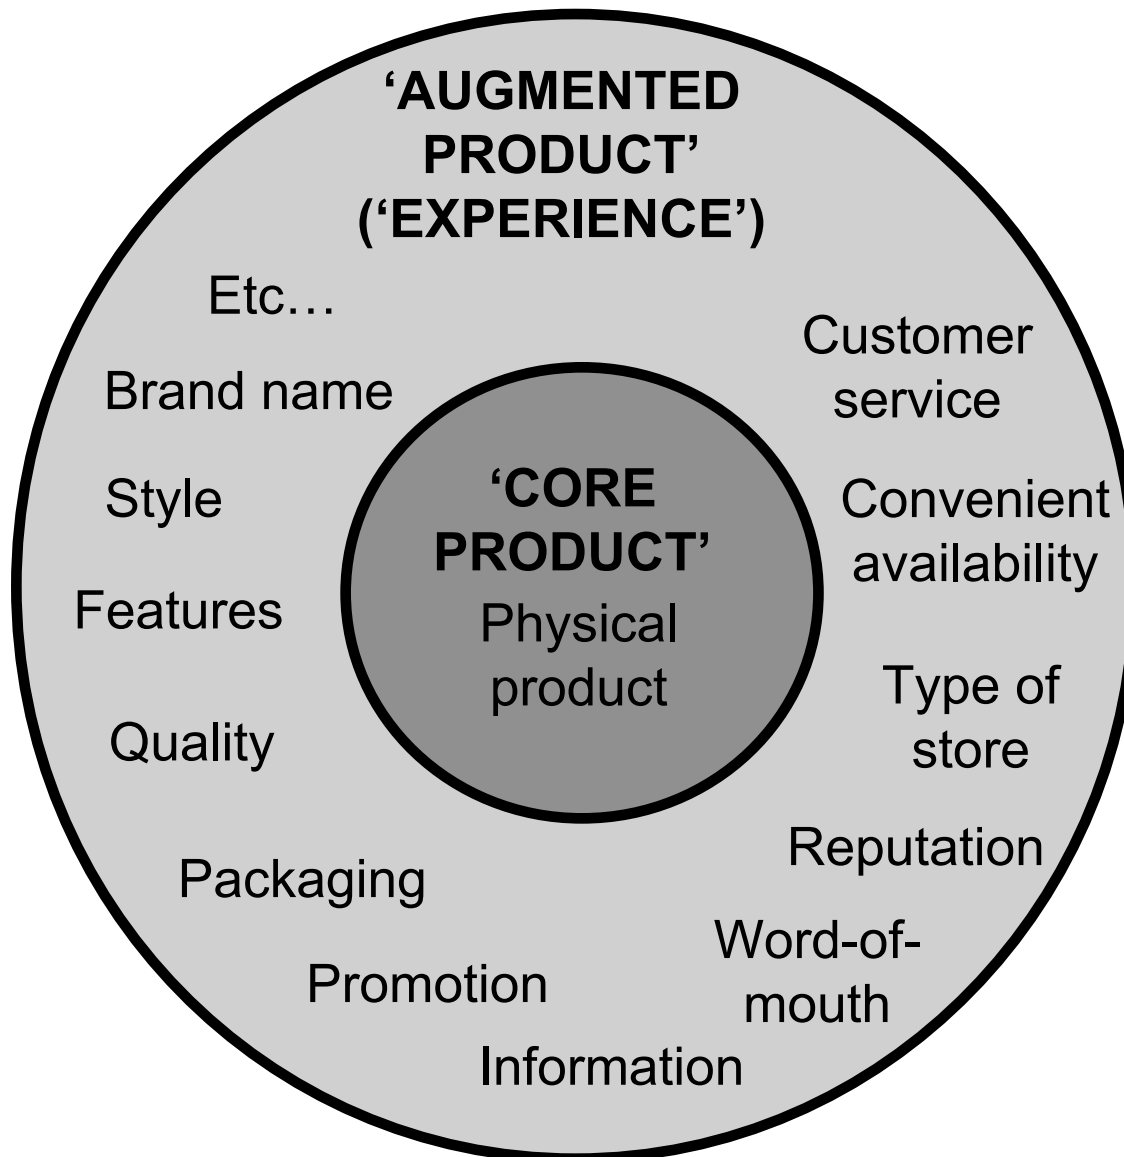 ‘AUGMENTED
PRODUCT’
(‘EXPERIENCE’)
Etc…
Customer
service
Brand name
‘CORE
PRODUCT’
Physical
product
Style
Convenient
availability
Features
Type of
store
Quality
Reputation
Packaging
Word-of-
mouth
Promotion
Information